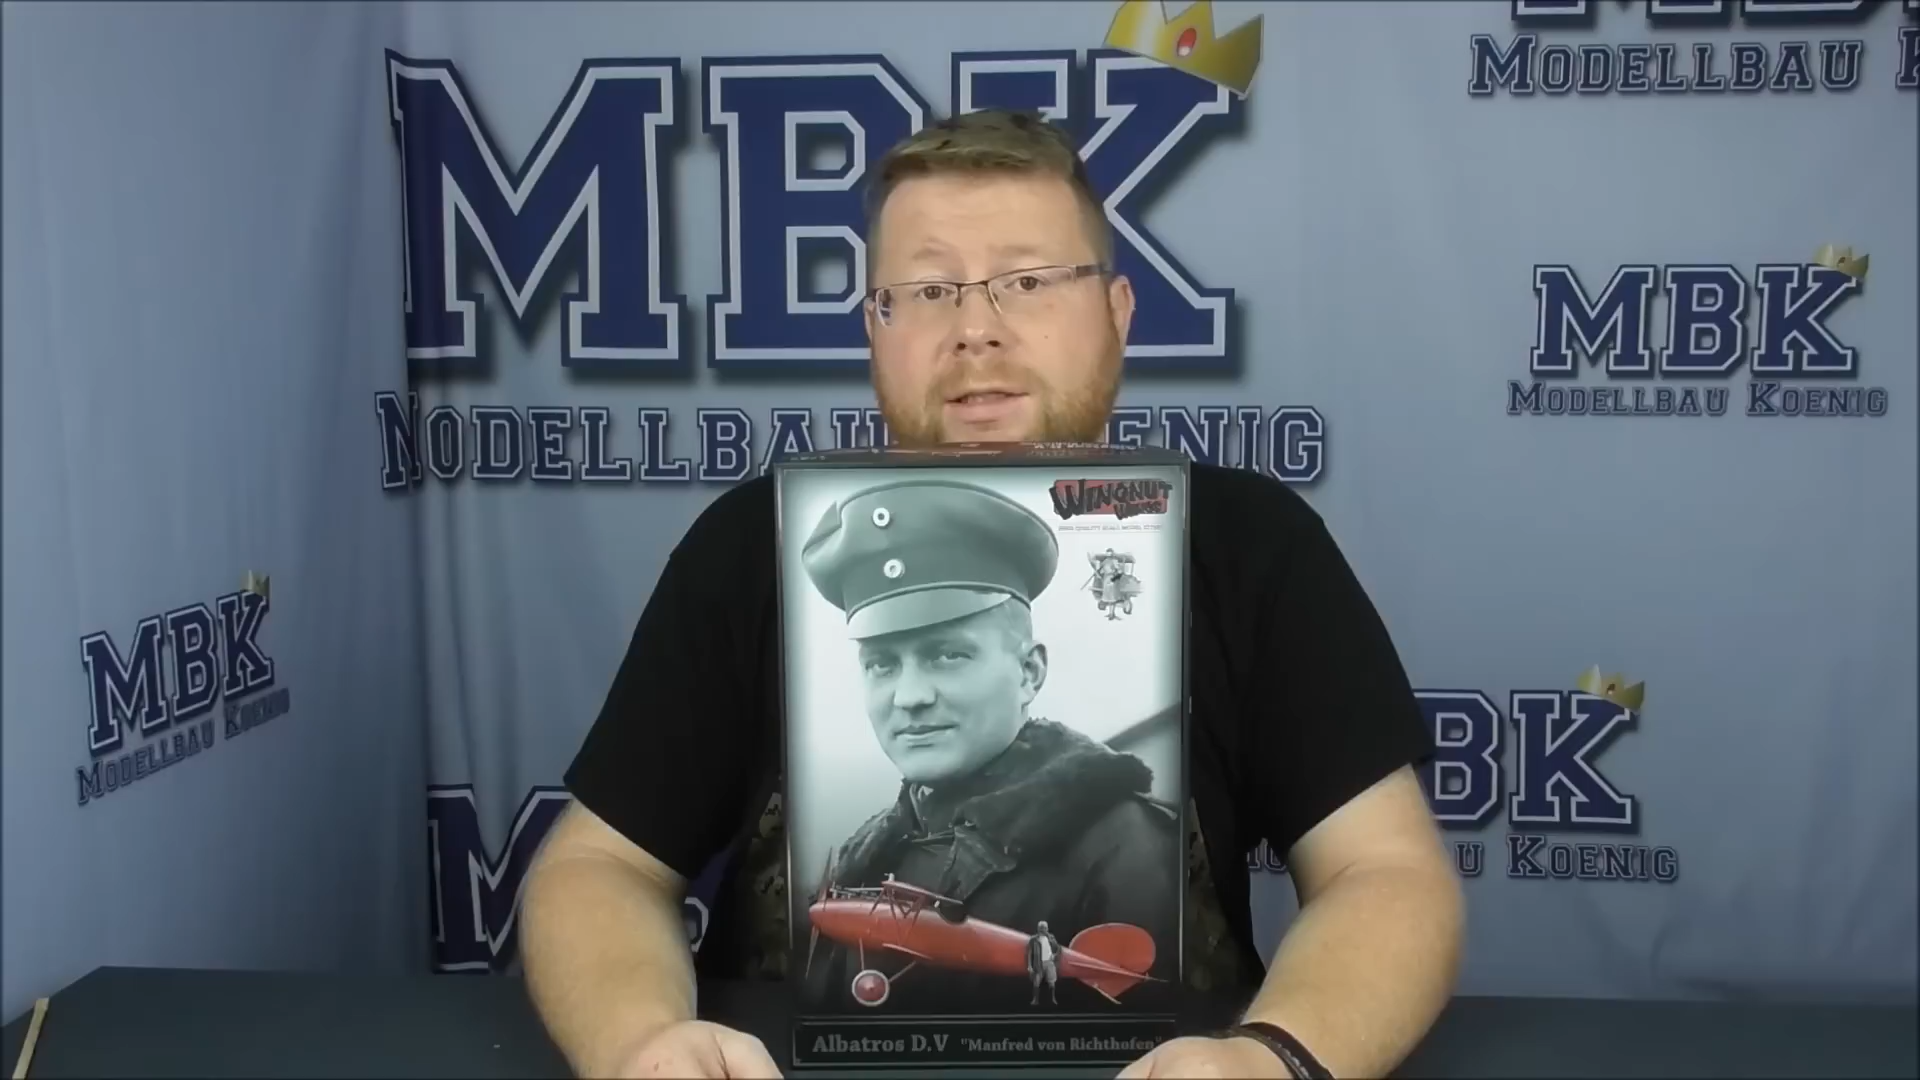 MBK
MODELLBAU KOENIG
MODELLBAU K
MBK
MODELLBAU KOENIG
MBK
MODELLBAU KOENIG
BK
U KOENIG
M
WINGNUT
WINGS
Albatros D.V "Manfred von Richthofen"